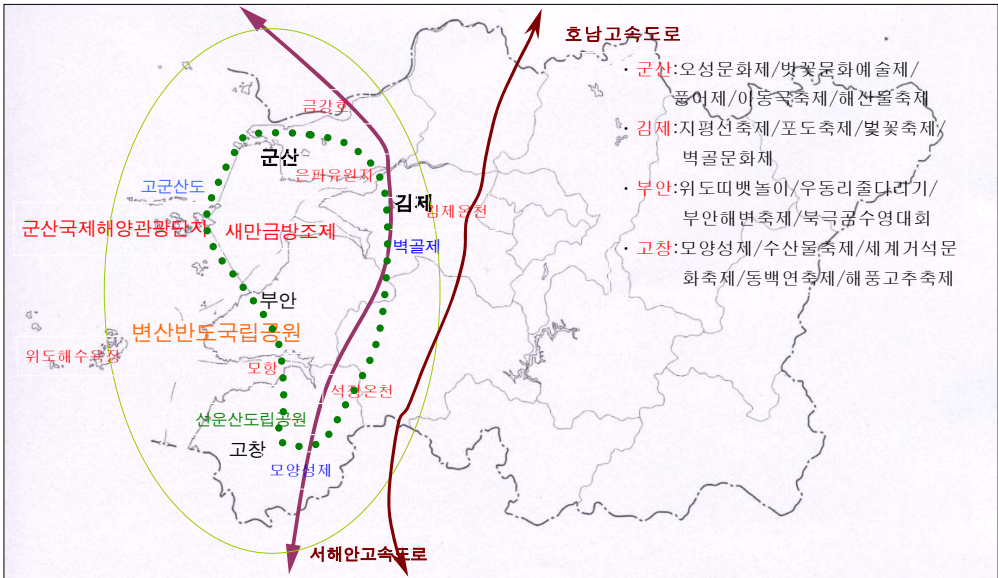 호남고속도로
· 군산:오성문화제/벚꽃문화예술제/
풀어제/아동극축제/해산물축제
· 김제:지평선축제/포도축제/벚꽃축제/
벽골문화제
· 부안:위도띠뱃놀이/우동리줄다리기/
부안해변축제/북극곰수영대회
· 고창:모양성제/수산물축제/세계거석문
화축제/동백연축제/해풍고추축제
금강호
군산
은파유원지
고군산도
김제
김제온천
군산국제해양관광단지
새만금방조제
벽골제
부안
변산반도국립공원
위도해수욕장
모항
석정온천
선운산도립공원
고창
모양성제
서해안고속도로